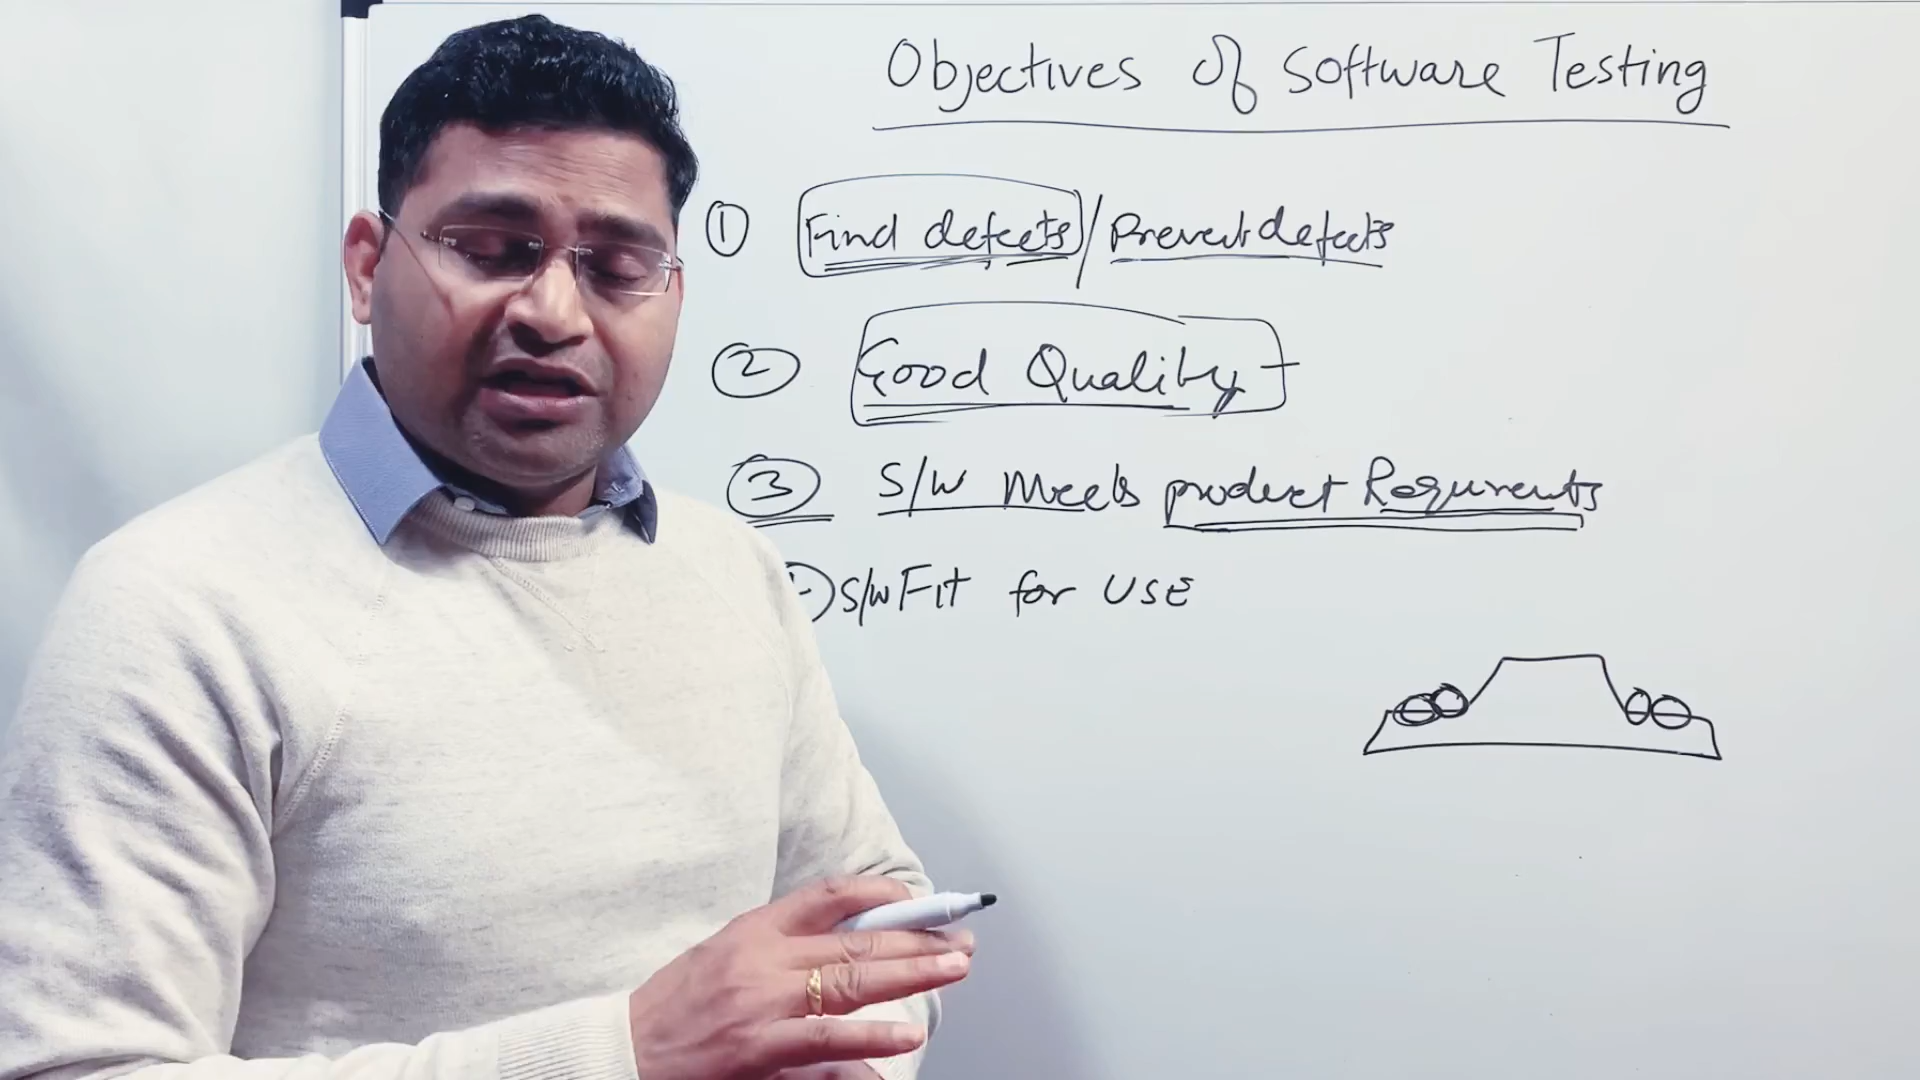 Objectives Of Software Testing
① Find defects / Prevent defects
② Good Quality
③ S/W Meets product Requirements
S/W Fit for USE